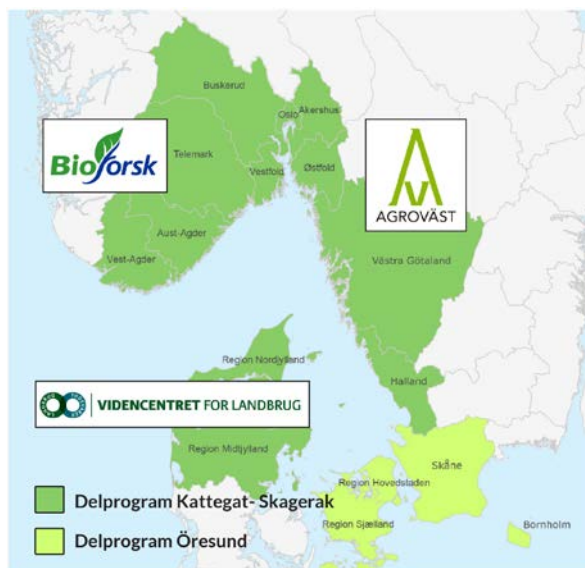 Buskerud
Oslo
Akershus
Bioforsk
Telemark
Vestfold
Østfold
AGROVÄST
Aust-Agder
Vest-Agder
Västra Götaland
Region Nordjylland
Halland
VIDENCENTRET FOR LANDBRUG
Region Midtjylland
Skåne
Region Hovedstaden
Delprogram Kattegat- Skagerak
Region Sjælland
Bornholm
Delprogram Öresund